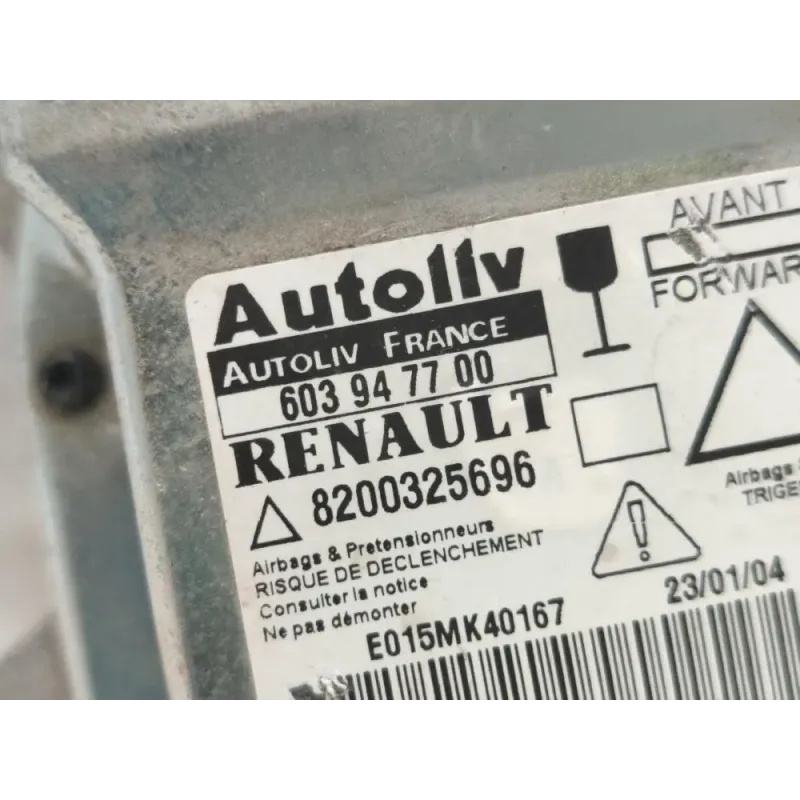 Autoliv
AUTOLIV FRANCE
603 94 77 00
RENAULT
8200325696
Airbags & Pretensionneurs
RISQUE DE DECLENCHEMENT
Consulter la notice
Ne pas démonter
E015MK40167
23/01/04
AVANT
Airbags &